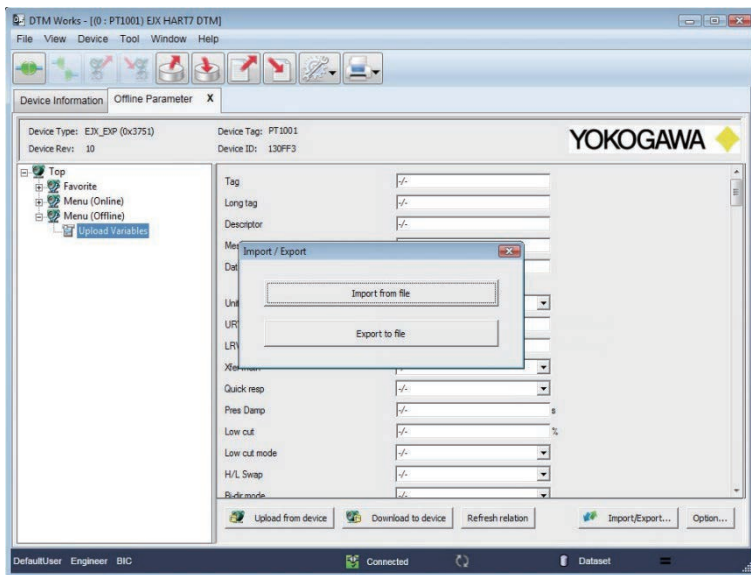 DTM Works - [(0 : PT1001) EJX HART7 DTM]
File View Device Tool Window Help
Device Information Offline Parameter X
Device Type: EJX_EXP (0x3751) Device Tag: PT1001
Device Rev: 10 Device ID: 130FF3
YOKOGAWA
Top
Favorite
Menu (Online)
Menu (Offline)
Upload Variables
Tag -/-
Long tag -/-
Descriptor -/-
Import / Export
Import from file
Export to file
Quick resp -/-
Pres Damp -/- s
Low cut -/- %
Low cut mode -/-
H/L Swap -/-
Bi-dir mode -/-
Upload from device Download to device Refresh relation Import/Export... Option...
DefaultUser Engineer BIC Connected Dataset